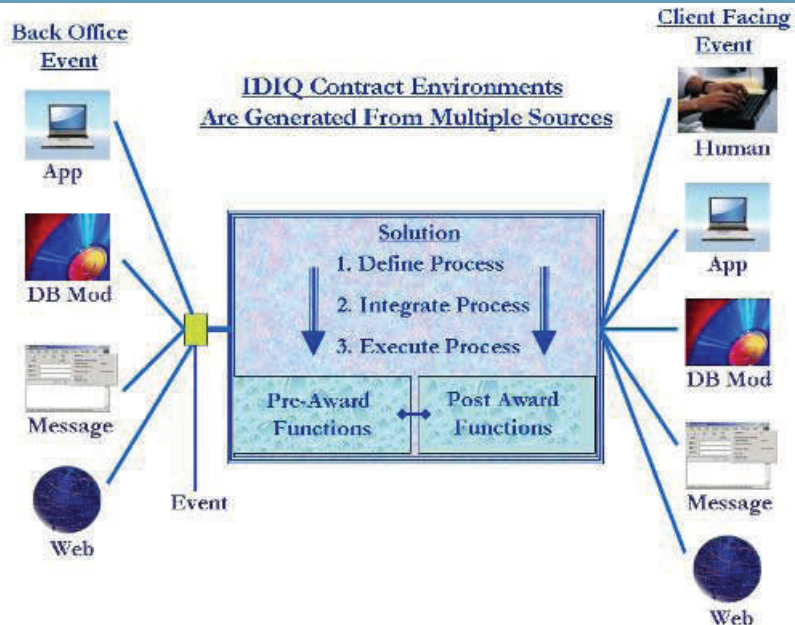 Back Office
Event
App
DB Mod
Message
Web
Event
IDIQ Contract Environments
Are Generated From Multiple Sources
Solution
1. Define Process
2. Integrate Process
3. Execute Process
Pre-Award
Functions
Post Award
Functions
Client Facing
Event
Human
App
DB Mod
Message
Web